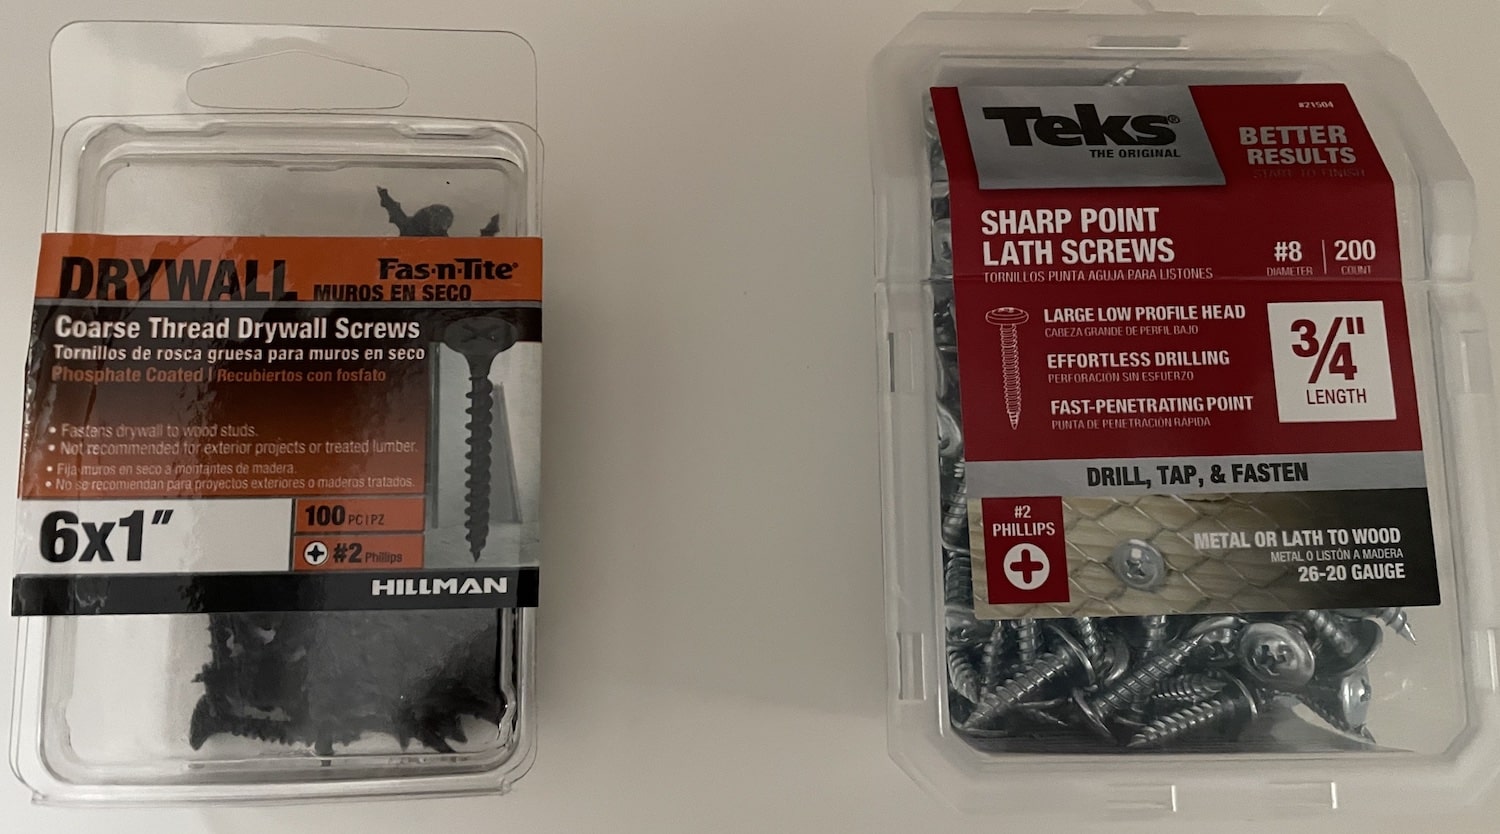 DRYWALL Fas·n·Tite®
MUROS EN SECO
Coarse Thread Drywall Screws
Tornillos de rosca gruesa para muros en seco
Phosphate Coated | Recubiertos con fosfato
• Fastens drywall to wood studs.
• Not recommended for exterior projects or treated lumber.
• Fija muros en seco a montantes de madera.
• No se recomiendan para proyectos exteriores o maderas tratados.
6x1"
100 PC|PZ
#2 Phillips
HILLMAN
Teks®
THE ORIGINAL
#21504
BETTER
RESULTS
START TO FINISH
SHARP POINT
LATH SCREWS
TORNILLOS PUNTA AGUJA PARA LISTONES
#8
DIAMETER
200
COUNT
LARGE LOW PROFILE HEAD
CABEZA GRANDE DE PERFIL BAJO
EFFORTLESS DRILLING
PERFORACIÓN SIN ESFUERZO
FAST-PENETRATING POINT
PUNTA DE PENETRACION RAPIDA
3/4"
LENGTH
DRILL, TAP, & FASTEN
#2
PHILLIPS
METAL OR LATH TO WOOD
METAL O LISTÓN A MADERA
26-20 GAUGE